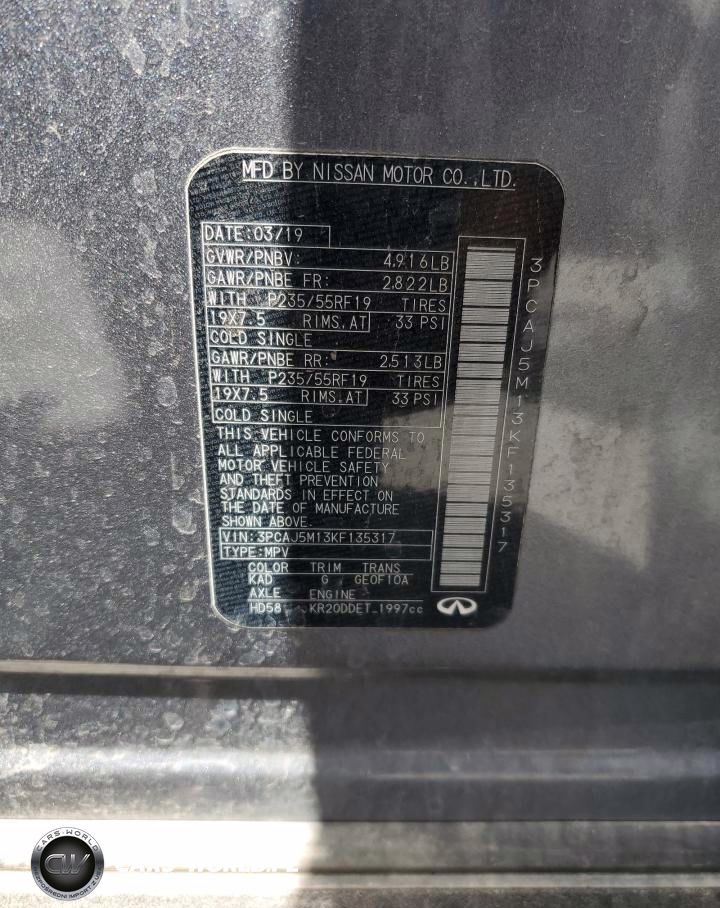 MFD BY NISSAN MOTOR CO.,LTD.
DATE:03/19
GVWR/PNBV: 4,916LB
GAWR/PNBE FR: 2,822LB
WITH P235/55RF19 TIRES
19X7.5 RIMS.AT 33 PSI
COLD SINGLE
GAWR/PNBE RR: 2,513LB
WITH P235/55RF19 TIRES
19X7.5 RIMS.AT 33 PSI
COLD SINGLE
THIS VEHICLE CONFORMS TO
ALL APPLICABLE FEDERAL
MOTOR VEHICLE SAFETY
AND THEFT PREVENTION
STANDARDS IN EFFECT ON
THE DATE OF MANUFACTURE
SHOWN ABOVE.
VIN:3PCAJ5M13KF135317
TYPE:MPV
COLOR TRIM TRANS
KAD G GEOF10A
AXLE ENGINE
HD58 KR20DDET 1997cc
3PCAJ5M13KF135317
CARS-WORLD
CW